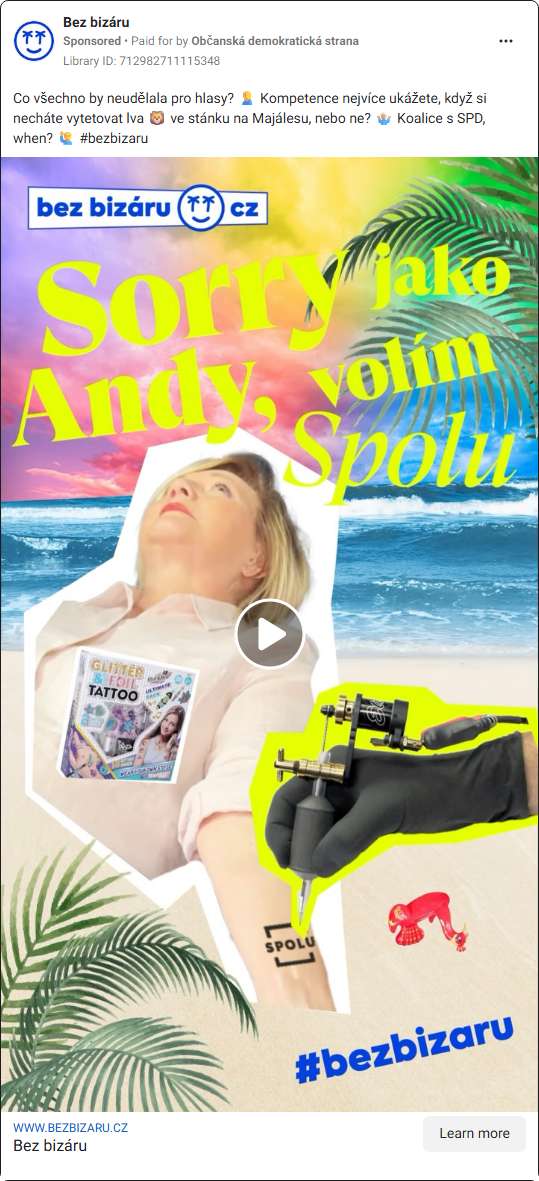 Bez bizáru
Sponsored • Paid for by Občanská demokratická strana
Library ID: 712982711115348
Co všechno by neudělala pro hlasy? 🤦 Kompetence nejvíce ukážete, když si
necháte vytetovat lva 🦁 ve stánku na Majálesu, nebo ne? 🤷 Koalice s SPD,
when? 🙋 #bezbizaru
bez bizáru cz
Sorry jako
Andy, volím
Spolu
GLITTER
& FOIL
TATTOO
ULTIMATE
SPOLU
#bezbizaru
WWW.BEZBIZARU.CZ
Bez bizáru
Learn more